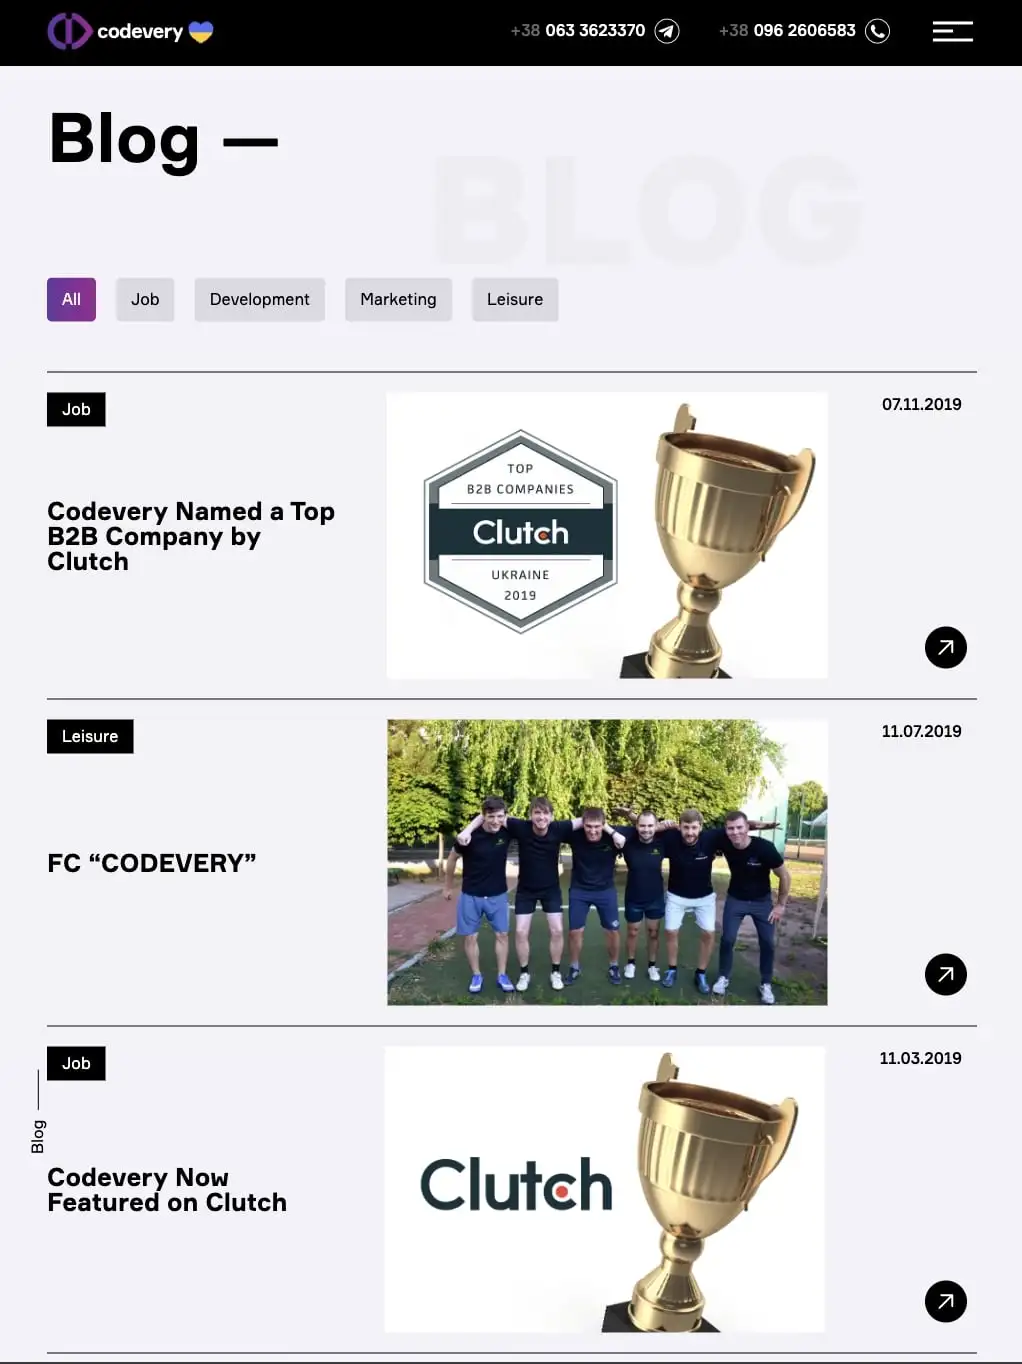 codevery
+38 063 3623370
+38 096 2606583
Blog —
BLOG
All
Job
Development
Marketing
Leisure
Job
07.11.2019
Codevery Named a Top
B2B Company by
Clutch
TOP
B2B COMPANIES
Clutch
UKRAINE
2019
Leisure
11.07.2019
FC “CODEVERY”
Job
11.03.2019
Blog
Codevery Now
Featured on Clutch
Clutch